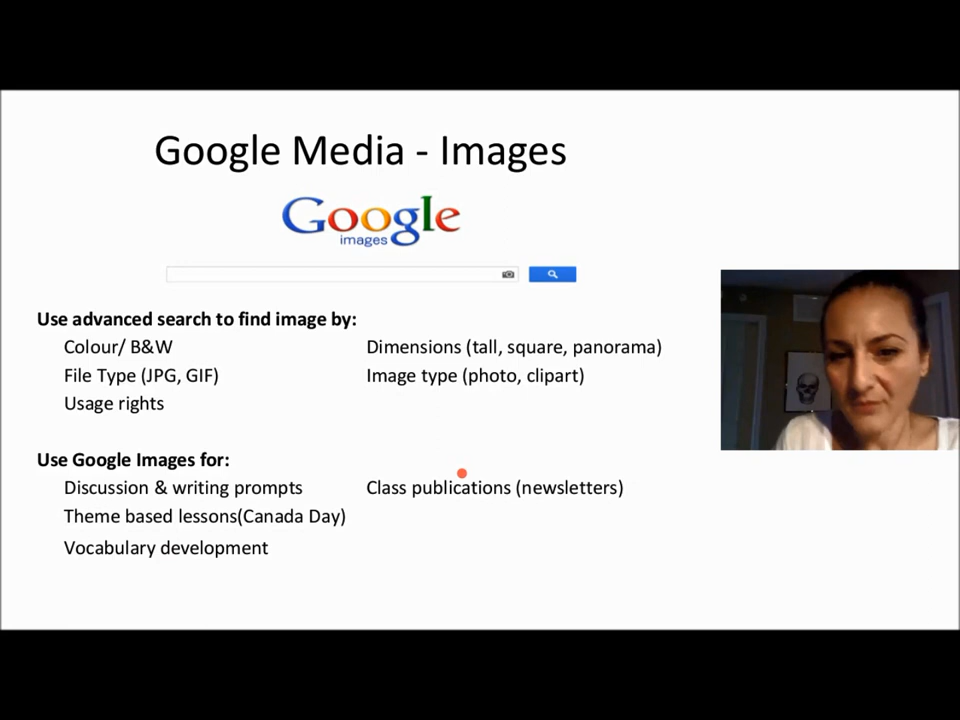 Google Media - Images
Google
images
Use advanced search to find image by:
Colour/ B&W
Dimensions (tall, square, panorama)
File Type (JPG, GIF)
Image type (photo, clipart)
Usage rights
Use Google Images for:
Discussion & writing prompts
Class publications (newsletters)
Theme based lessons(Canada Day)
Vocabulary development